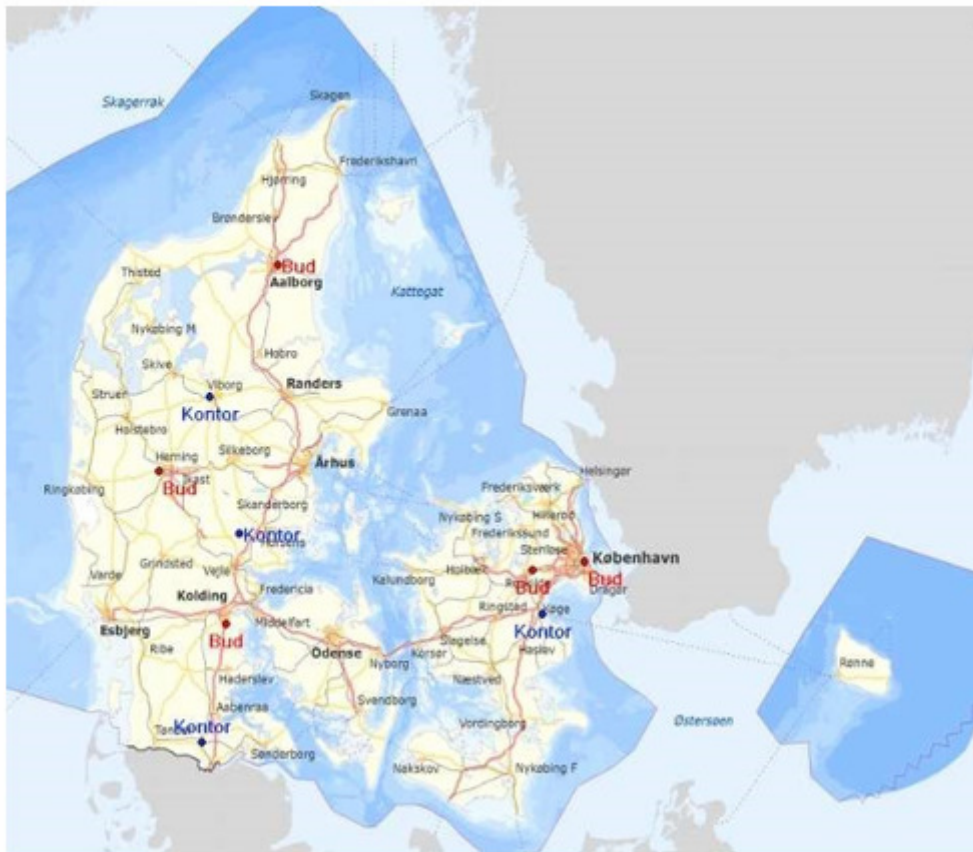 Skagen
Skagerrak
Frederikshavn
Hjørring
Brønderslev
Bud
Aalborg
Thisted
Kattegat
Nykøbing M
Hobro
Skive
Viborg
Randers
Struer
Kontor
Grenaa
Holstebro
Silkeborg
Herning
Århus
Helsingør
Ikast
Bud
Ringkøbing
Frederiksværk
Skanderborg
Hillerød
Nykøbing S
Frederikssund
Kontor
Horsens
Stenløse
København
Grindsted
Varde
Vejle
Holbæk
Kalundborg
Bud
Bud
Dragør
Fredericia
Kolding
Ringsted
Køge
Middelfart
Kontor
Esbjerg
Bud
Slagelse
Ribe
Odense
Korsør
Haslev
Nyborg
Rønne
Haderslev
Næstved
Svendborg
Aabenraa
Kontor
Vordingborg
Østersøen
Sønderborg
Nakskov
Nykøbing F